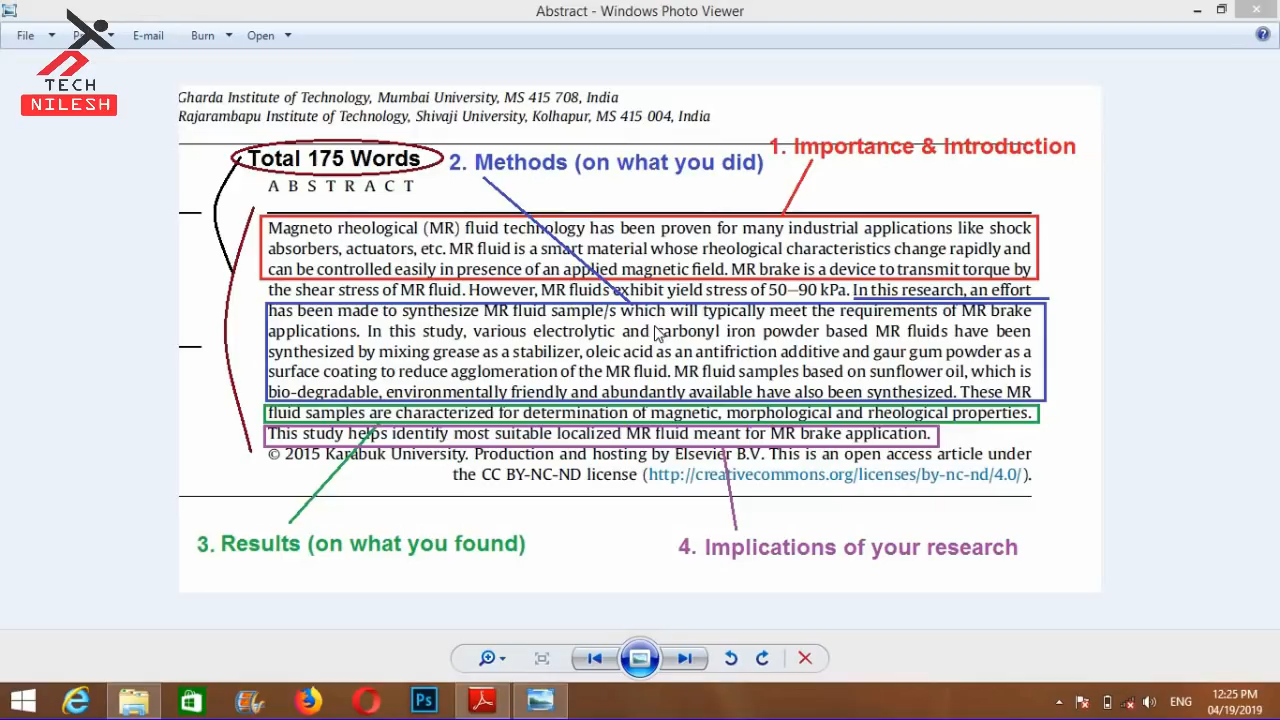 Abstract - Windows Photo Viewer
File
E-mail
Burn
Open
TECH
NILESH
Gharda Institute of Technology, Mumbai University, MS 415 708, India
Rajarambapu Institute of Technology, Shivaji University, Kolhapur, MS 415 004, India
1. Importance & Introduction
Total 175 Words
2. Methods (on what you did)
ABSTRACT
Magneto rheological (MR) fluid technology has been proven for many industrial applications like shock
absorbers, actuators, etc. MR fluid is a smart material whose rheological characteristics change rapidly and
can be controlled easily in presence of an applied magnetic field. MR brake is a device to transmit torque by
the shear stress of MR fluid. However, MR fluids exhibit yield stress of 50–90 kPa. In this research, an effort
has been made to synthesize MR fluid sample/s which will typically meet the requirements of MR brake
applications. In this study, various electrolytic and carbonyl iron powder based MR fluids have been
synthesized by mixing grease as a stabilizer, oleic acid as an antifriction additive and gaur gum powder as a
surface coating to reduce agglomeration of the MR fluid. MR fluid samples based on sunflower oil, which is
bio-degradable, environmentally friendly and abundantly available have also been synthesized. These MR
fluid samples are characterized for determination of magnetic, morphological and rheological properties.
This study helps identify most suitable localized MR fluid meant for MR brake application.
© 2015 Karabuk University. Production and hosting by Elsevier B.V. This is an open access article under
the CC BY-NC-ND license (http://creativecommons.org/licenses/by-nc-nd/4.0/).
3. Results (on what you found)
4. Implications of your research
Ps
ENG
12:25 PM
04/19/2019